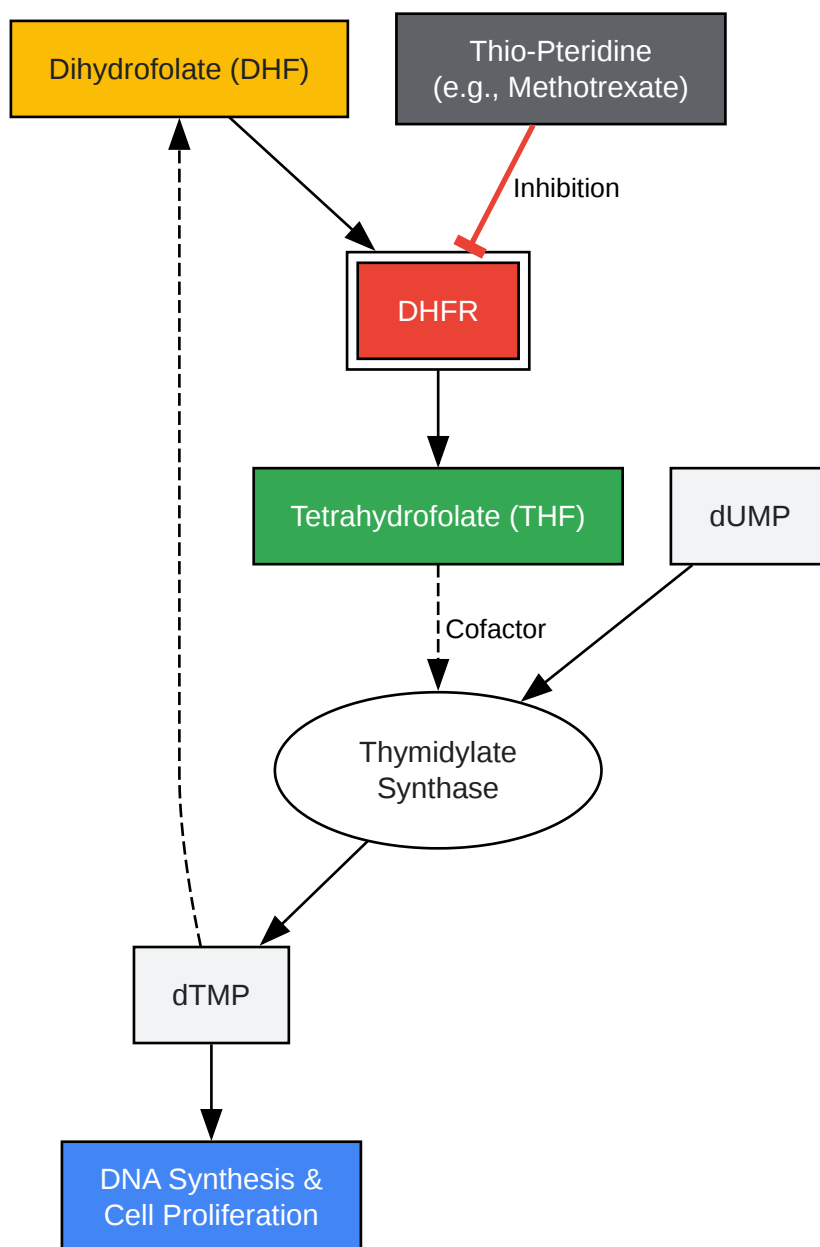 Dihydrofolate (DHF)
Thio-Pteridine
(e.g., Methotrexate)
Inhibition
DHFR
Tetrahydrofolate (THF)
dUMP
Cofactor
Thymidylate
Synthase
dTMP
DNA Synthesis &
Cell Proliferation